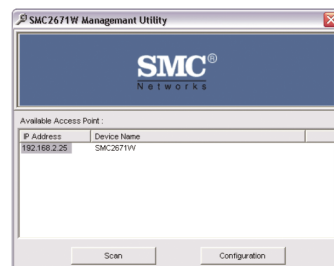 SMC2671W Managemant Utility
SMC®
Networks
Available Access Point :
IP Address Device Name
192.168.2.25 SMC2671W
Scan Configuration